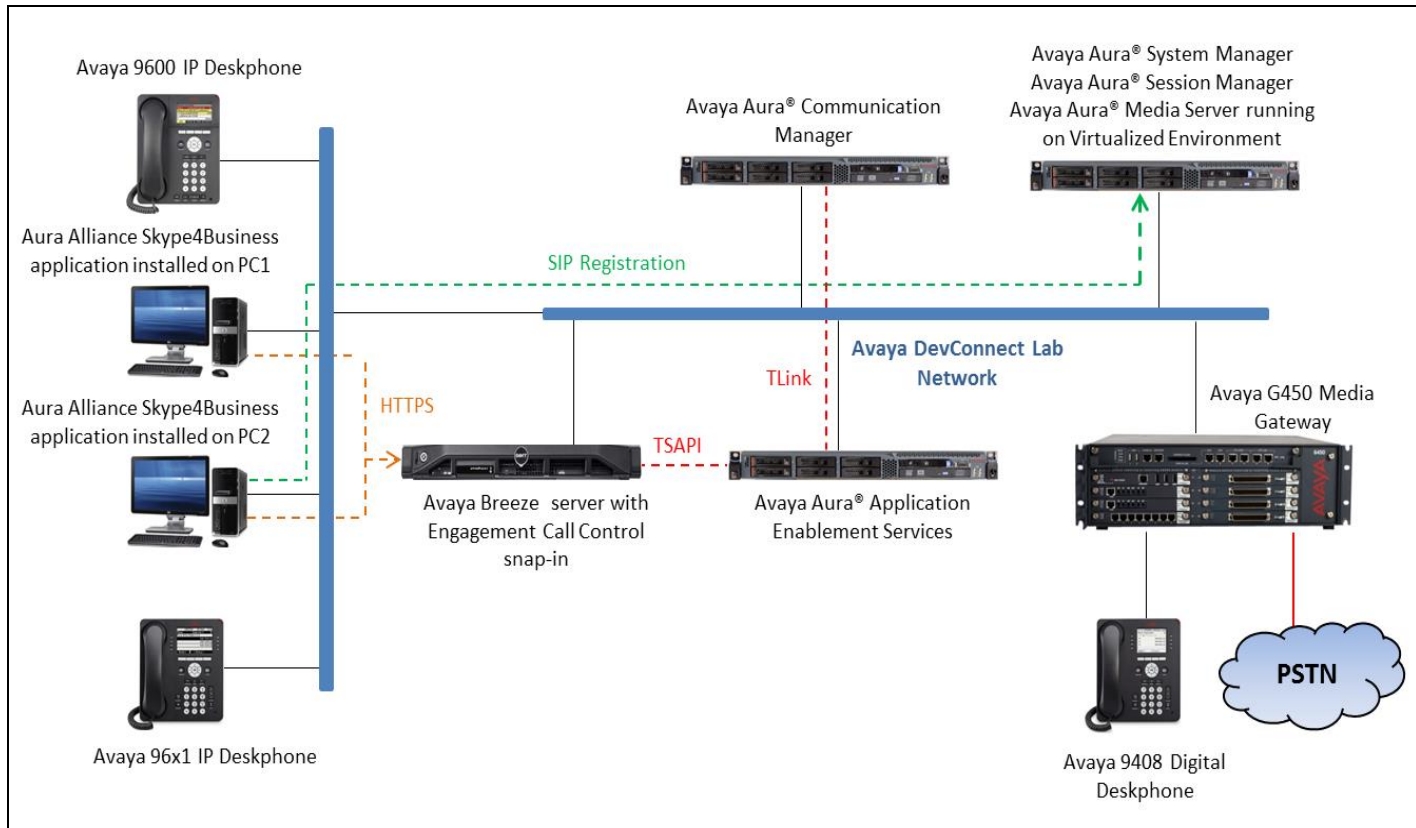 Avaya 9600 IP Deskphone
Avaya Aura® Communication
Manager
Avaya Aura® System Manager
Avaya Aura® Session Manager
Avaya Aura® Media Server running
on Virtualized Environment
Aura Alliance Skype4Business
application installed on PC1
SIP Registration
Avaya DevConnect Lab
Network
TLink
HTTPS
Aura Alliance Skype4Business
application installed on PC2
TSAPI
Avaya Breeze server with
Engagement Call Control
snap-in
Avaya Aura® Application
Enablement Services
Avaya G450 Media
Gateway
AVAYA
PSTN
Avaya 96x1 IP Deskphone
Avaya 9408 Digital
Deskphone